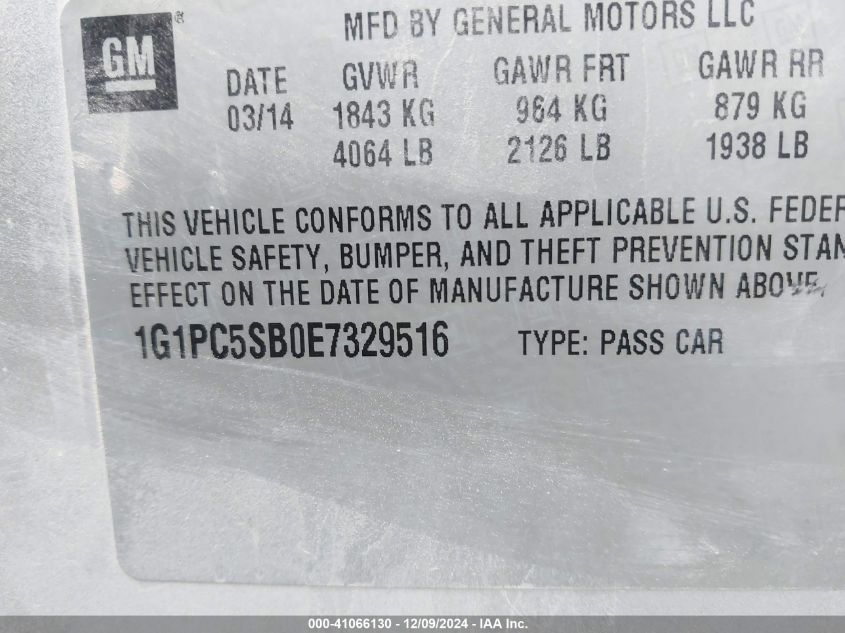 GM ®
MFD BY GENERAL MOTORS LLC
DATE GVWR GAWR FRT GAWR RR
03/14 1843 KG 964 KG 879 KG
4064 LB 2126 LB 1938 LB
THIS VEHICLE CONFORMS TO ALL APPLICABLE U.S. FEDER
VEHICLE SAFETY, BUMPER, AND THEFT PREVENTION STAN
EFFECT ON THE DATE OF MANUFACTURE SHOWN ABOVE.
1G1PC5SB0E7329516 TYPE: PASS CAR
000-41066130 - 12/09/2024 - IAA Inc.